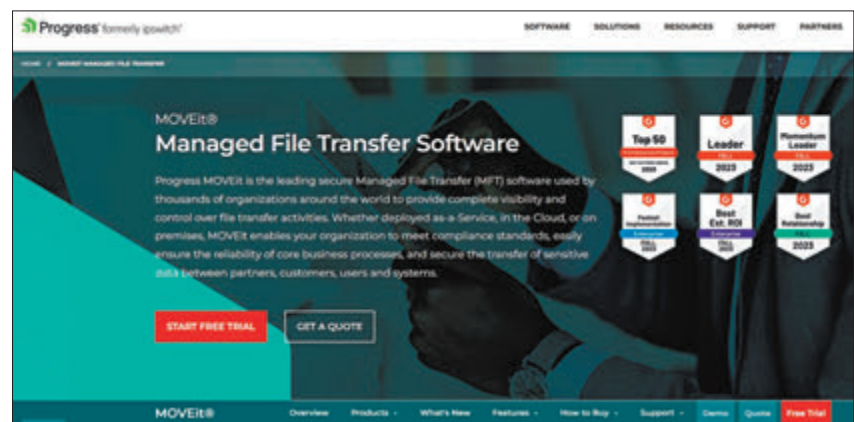 Progress formerly ipswitch®
SOFTWARE SOLUTIONS RESOURCES SUPPORT PARTNERS
HOME / MOVEIT MANAGED FILE TRANSFER
MOVEit®
Managed File Transfer Software
Progress MOVEit is the leading secure Managed File Transfer (MFT) software used by
thousands of organizations around the world to provide complete visibility and
control over file transfer activities. Whether deployed as-a-Service, in the Cloud, or on
premises, MOVEit enables your organization to meet compliance standards, easily
ensure the reliability of core business processes, and secure the transfer of sensitive
data between partners, customers, users and systems.
START FREE TRIAL
GET A QUOTE
Top 50
2023
Leader
FALL
2023
Momentum
Leader
FALL
2023
Fastest
Implementation
Enterprise
FALL
2023
Best
Est. ROI
Enterprise
FALL
2023
Best
Relationship
FALL
2023
MOVEit® Overview Products What's New Features How to Buy Support Demo Quote Free Trial